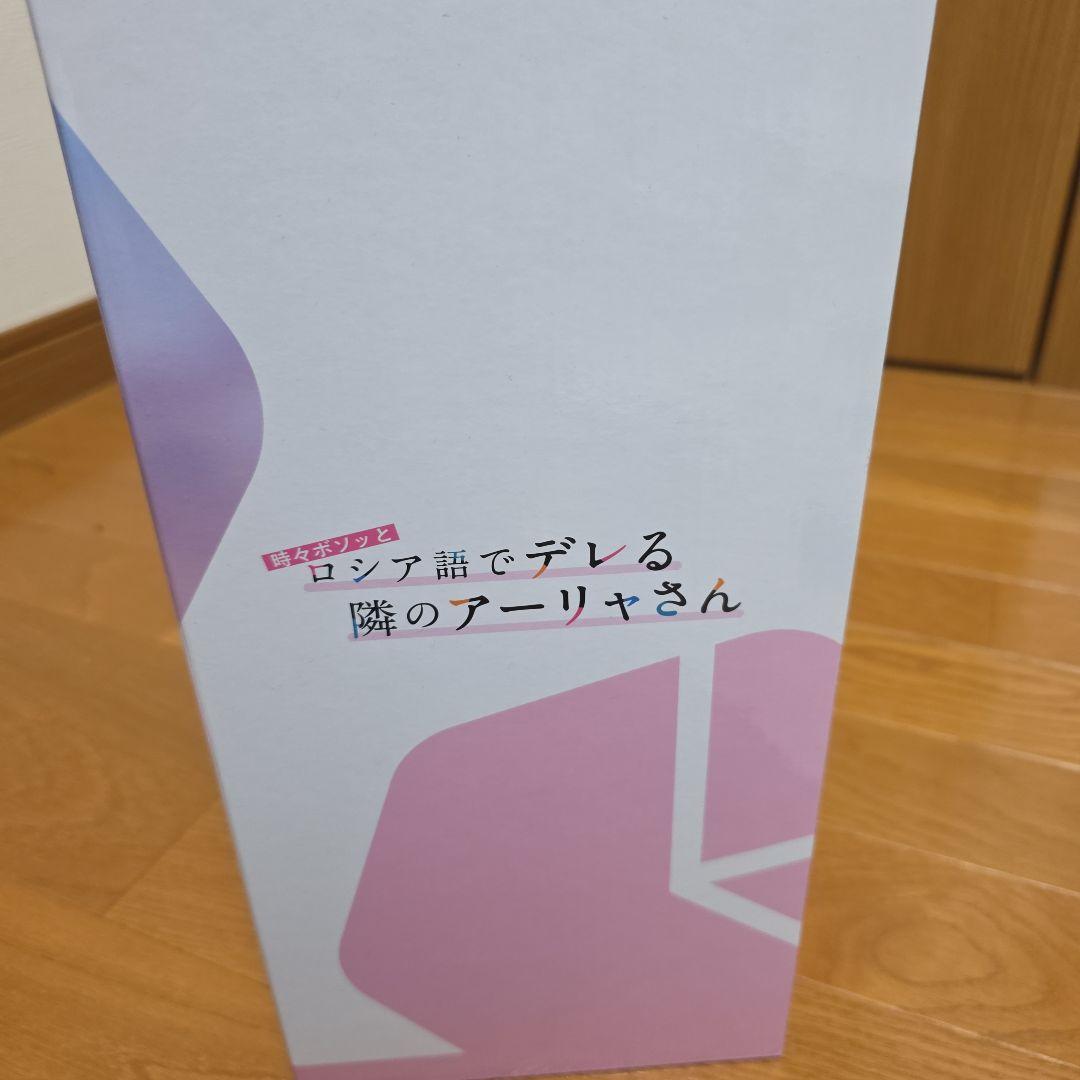 時々ボソッと
ロシア語でデレる
隣のアーリャさん